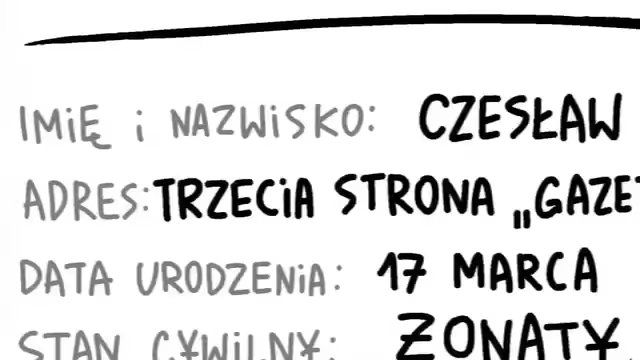 IMIĘ i NAZWISKO: CZESŁAW
ADRES: TRZECIA STRONA „GAZE
DATA URODZENIA: 17 MARCA
STAN CYWILNY: ŻONATY